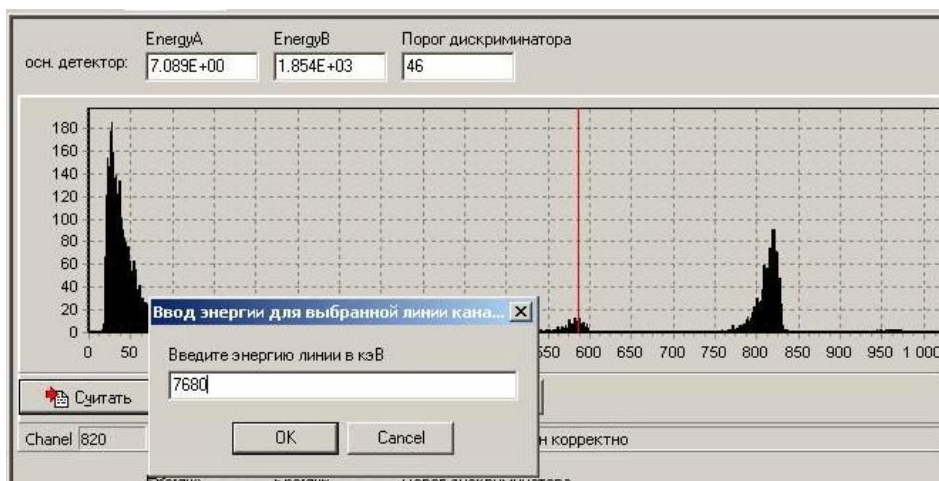 EnergyA EnergyB Порог дискриминатора
осн. детектор: 7.089E+00 1.854E+03 46
180
160
140
120
100
80
60
40
20
0
Ввод энергии для выбранной линии кана...
0 50 550 600 650 700 750 800 850 900 950 1 000
Введите энергию линии в кэВ
7680
Считать
OK Cancel
Chanel 820 н корректно